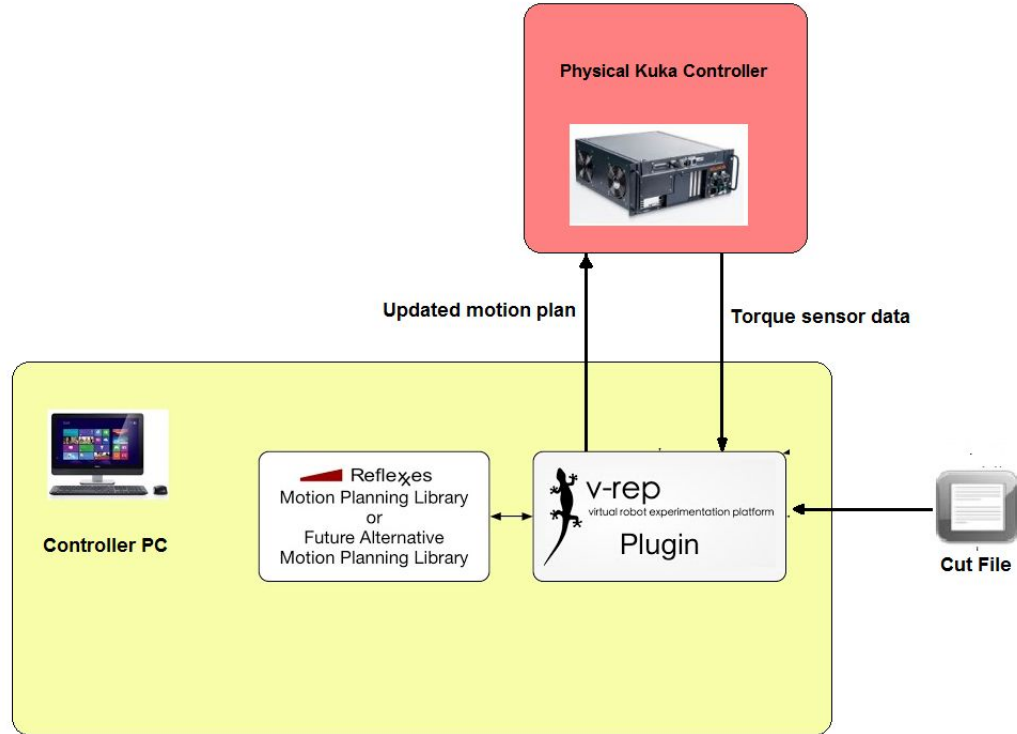 Physical Kuka Controller
Updated motion plan
Torque sensor data
Controller PC
Reflexxes
Motion Planning Library
or
Future Alternative
Motion Planning Library
v-rep
virtual robot experimentation platform
Plugin
Cut File